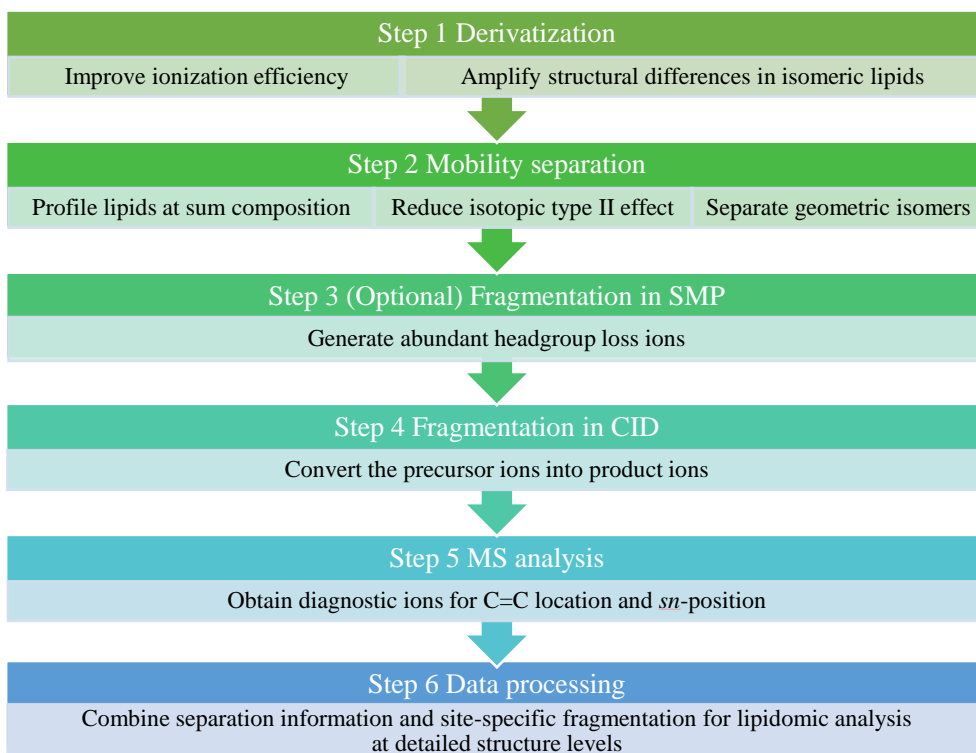 Step 1 Derivatization
Improve ionization efficiency
Amplify structural differences in isomeric lipids
Step 2 Mobility separation
Profile lipids at sum composition
Reduce isotopic type II effect
Separate geometric isomers
Step 3 (Optional) Fragmentation in SMP
Generate abundant headgroup loss ions
Step 4 Fragmentation in CID
Convert the precursor ions into product ions
Step 5 MS analysis
Obtain diagnostic ions for C=C location and sn-position
Step 6 Data processing
Combine separation information and site-specific fragmentation for lipidomic analysis
at detailed structure levels